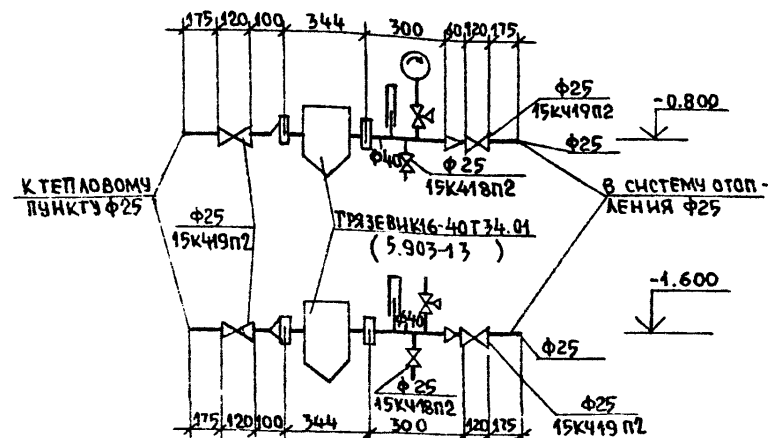 175 120 100 344 300 40 120 175
Ф25
15кч19п2
-0.800
Ф25
Ф40
Ф25
15кч18п2
К ТЕПЛОВОМУ
ПУНКТУ Ф25
В СИСТЕМУ ОТОП-
ЛЕНИЯ Ф25
Ф25
15кч19п2
ГРЯЗЕВИК16-40Т34.01
(5.903-13)
-1.600
Ф40
Ф25
Ф25
15кч18п2
Ф25
15кч19п2
175 120 100 344 300 120 175